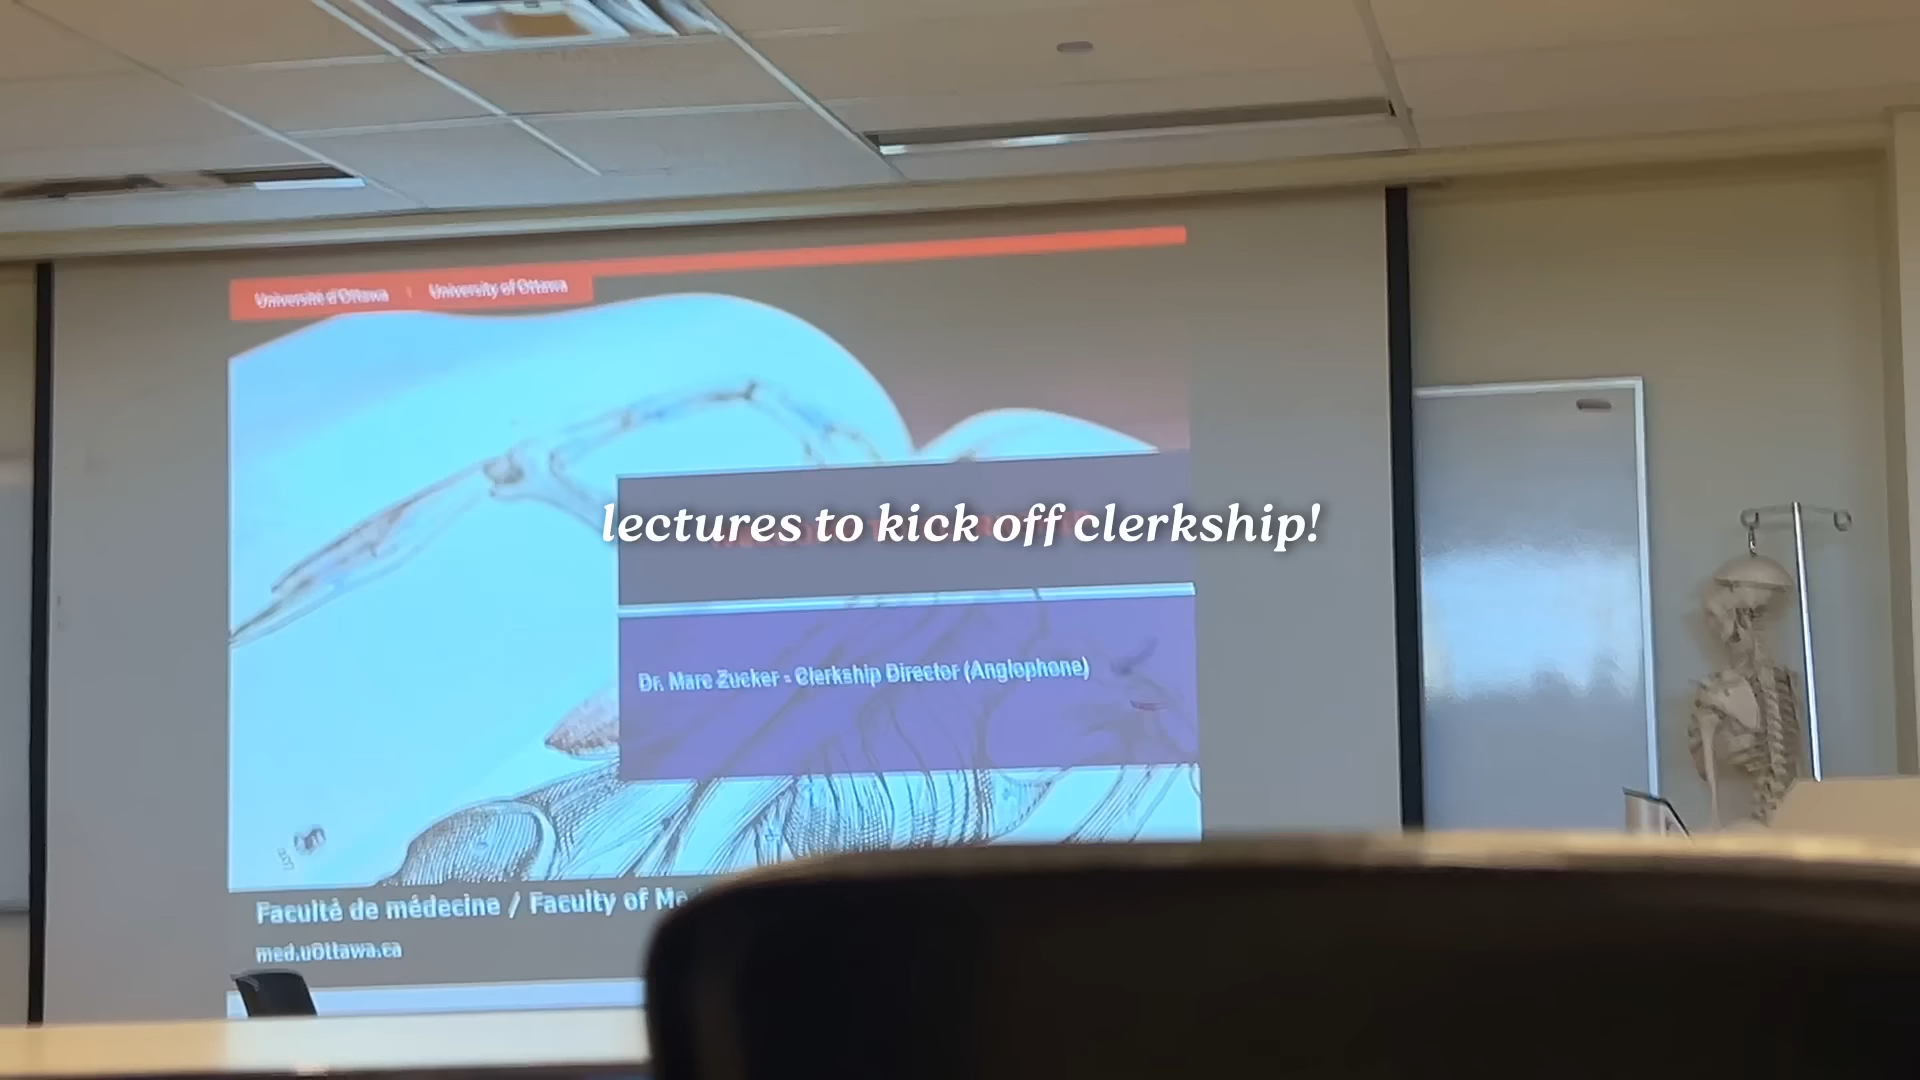 Université d'Ottawa | University of Ottawa
lectures to kick off clerkship!
Dr. Marc Zucker - Clerkship Director (Anglophone)
Faculté de médecine / Faculty of Me
med.uOttawa.ca